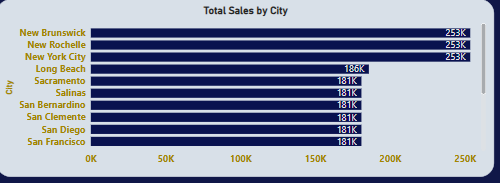 Total Sales by City
City
New Brunswick 253K
New Rochelle 253K
New York City 253K
Long Beach 186K
Sacramento 181K
Salinas 181K
San Bernardino 181K
San Clemente 181K
San Diego 181K
San Francisco 181K
0K 50K 100K 150K 200K 250K